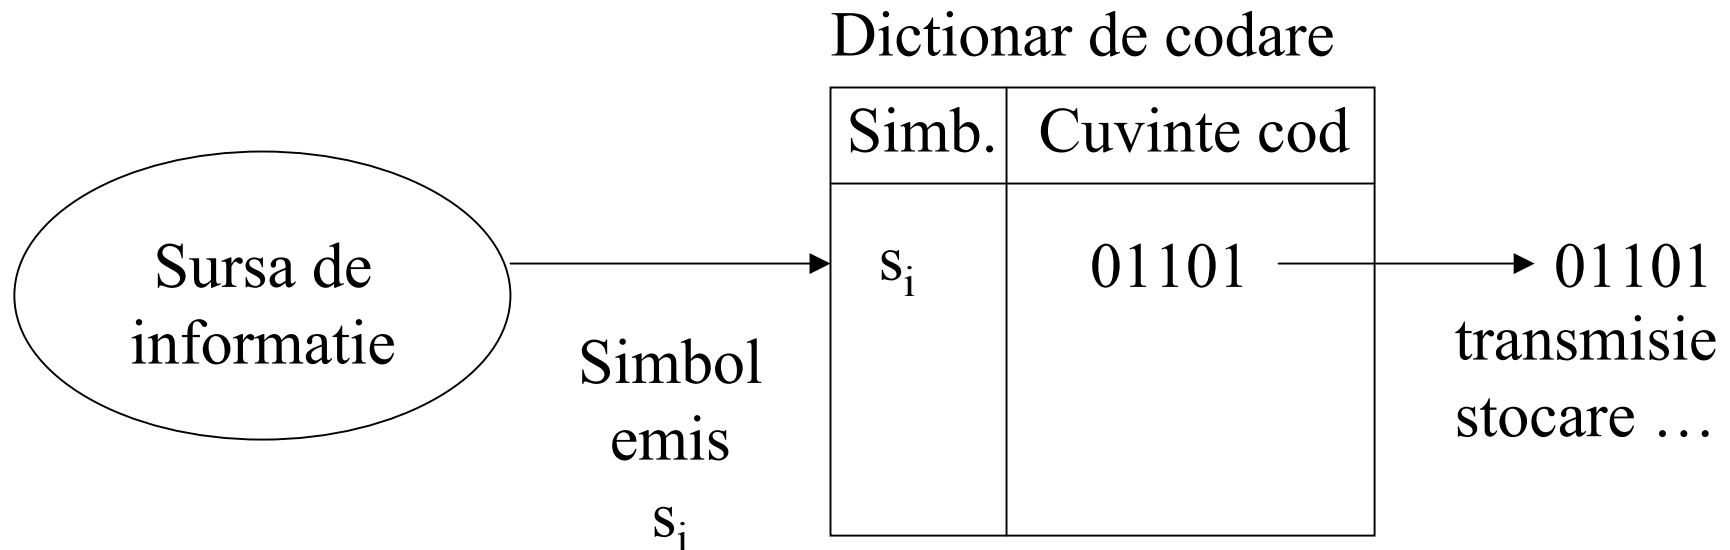 Dictionar de codare
Simb.
Cuvinte cod
Sursa de
informatie
Simbol
emis
si
si
01101
01101
transmisie
stocare …